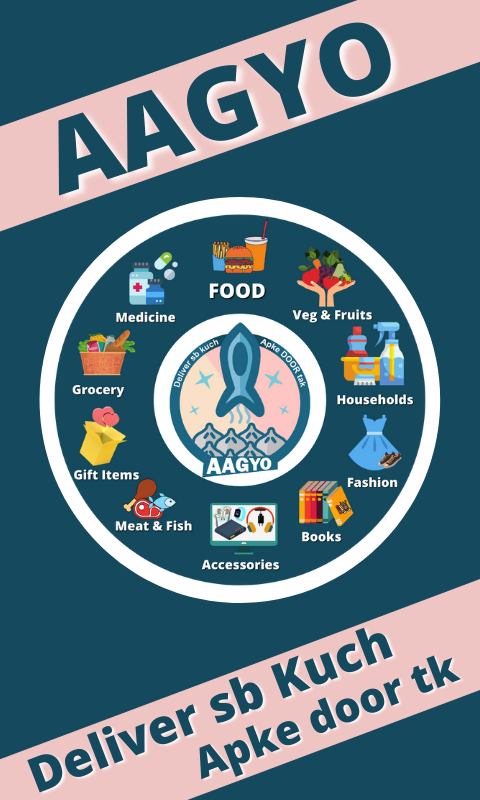 AAGYO
FOOD
Medicine
Veg & Fruits
Grocery
Households
Gift Items
Fashion
Meat & Fish
Books
Accessories
Deliver sb kuch
Apke DOOR tak
AAGYO
Deliver sb Kuch
Apke door tk